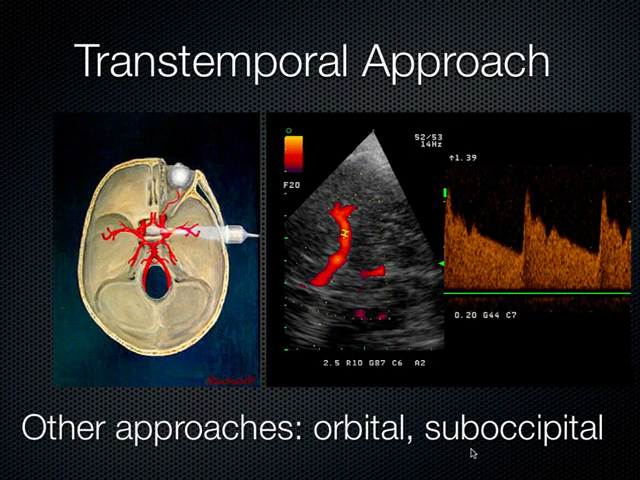 Transtemporal Approach
52/53
14Hz
↑1.39
F20
H
0.20 G44 C7
2.5 R10 G87 C6 A2
Other approaches: orbital, suboccipital